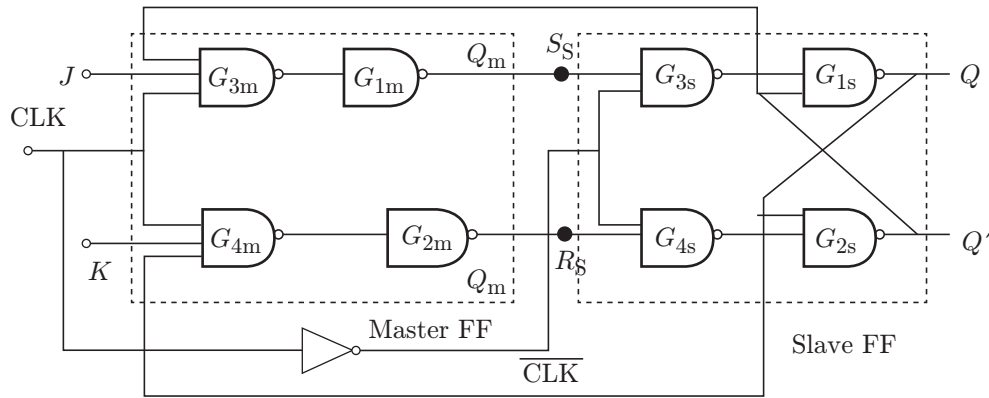 Q_m
S_S
J
G_3m
G_1m
G_3s
G_1s
Q
CLK
G_4m
G_2m
G_4s
G_2s
Q′
K
Q_m
R_S
Master FF
Slave FF
CLK